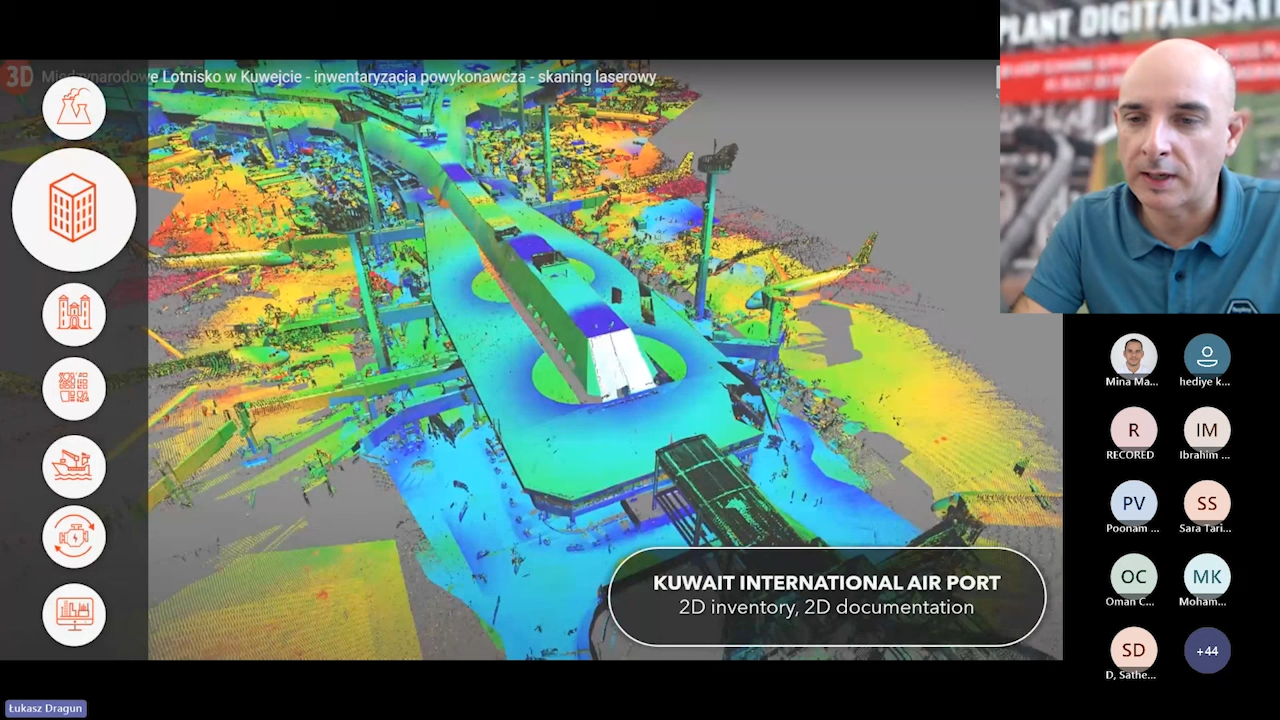 3D Międzynarodowe Lotnisko w Kuwejcie - inwentaryzacja powykonawcza - skaning laserowy
PLANT DIGITALISATI
Mina Ma...
hediye k...
R
RECORED
IM
Ibrahim ...
PV
Poonam ...
SS
Sara Tari...
OC
Oman C...
MK
Moham...
SD
D, Sathe...
+44
KUWAIT INTERNATIONAL AIR PORT
2D inventory, 2D documentation
Łukasz Dragun